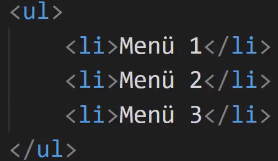 <ul>
<li>Menü 1</li>
<li>Menü 2</li>
<li>Menü 3</li>
</ul>